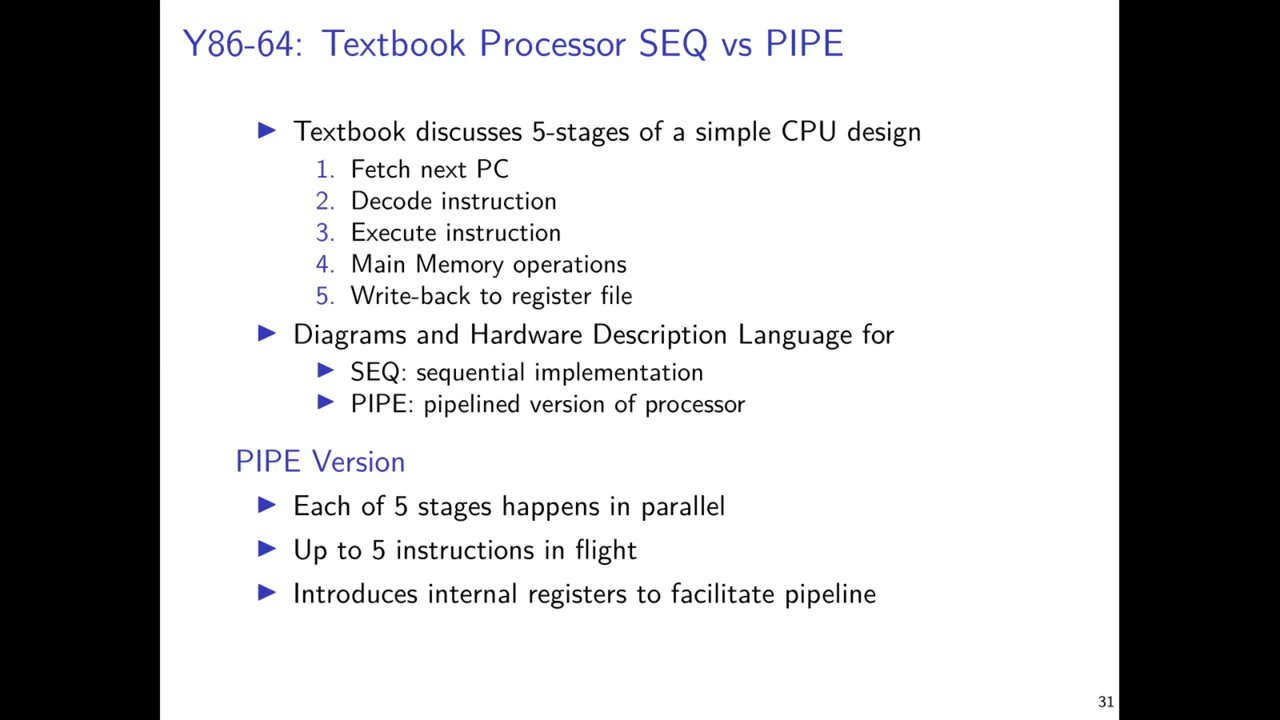 Y86-64: Textbook Processor SEQ vs PIPE
▶ Textbook discusses 5-stages of a simple CPU design
1. Fetch next PC
2. Decode instruction
3. Execute instruction
4. Main Memory operations
5. Write-back to register file
▶ Diagrams and Hardware Description Language for
▶ SEQ: sequential implementation
▶ PIPE: pipelined version of processor
PIPE Version
▶ Each of 5 stages happens in parallel
▶ Up to 5 instructions in flight
▶ Introduces internal registers to facilitate pipeline
31